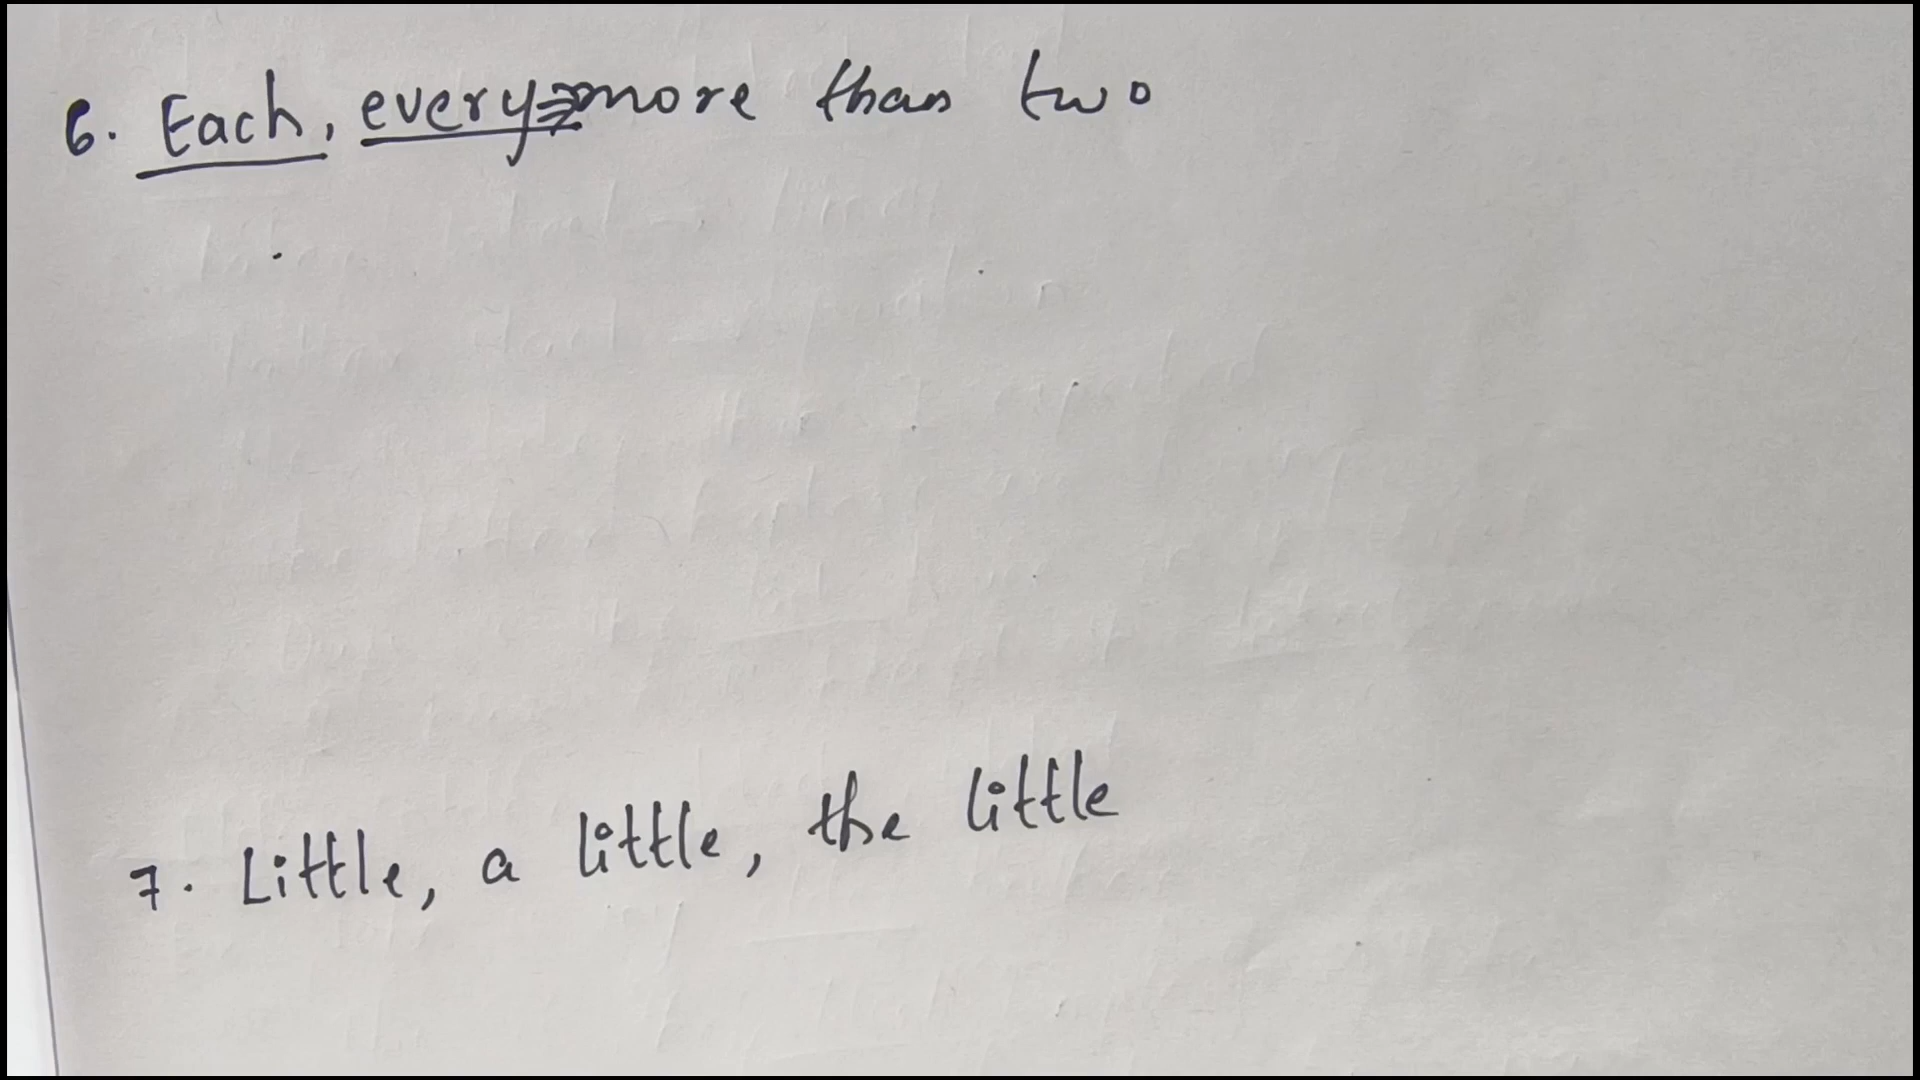 6. Each, every⇒more than two
7. Little, a little, the little